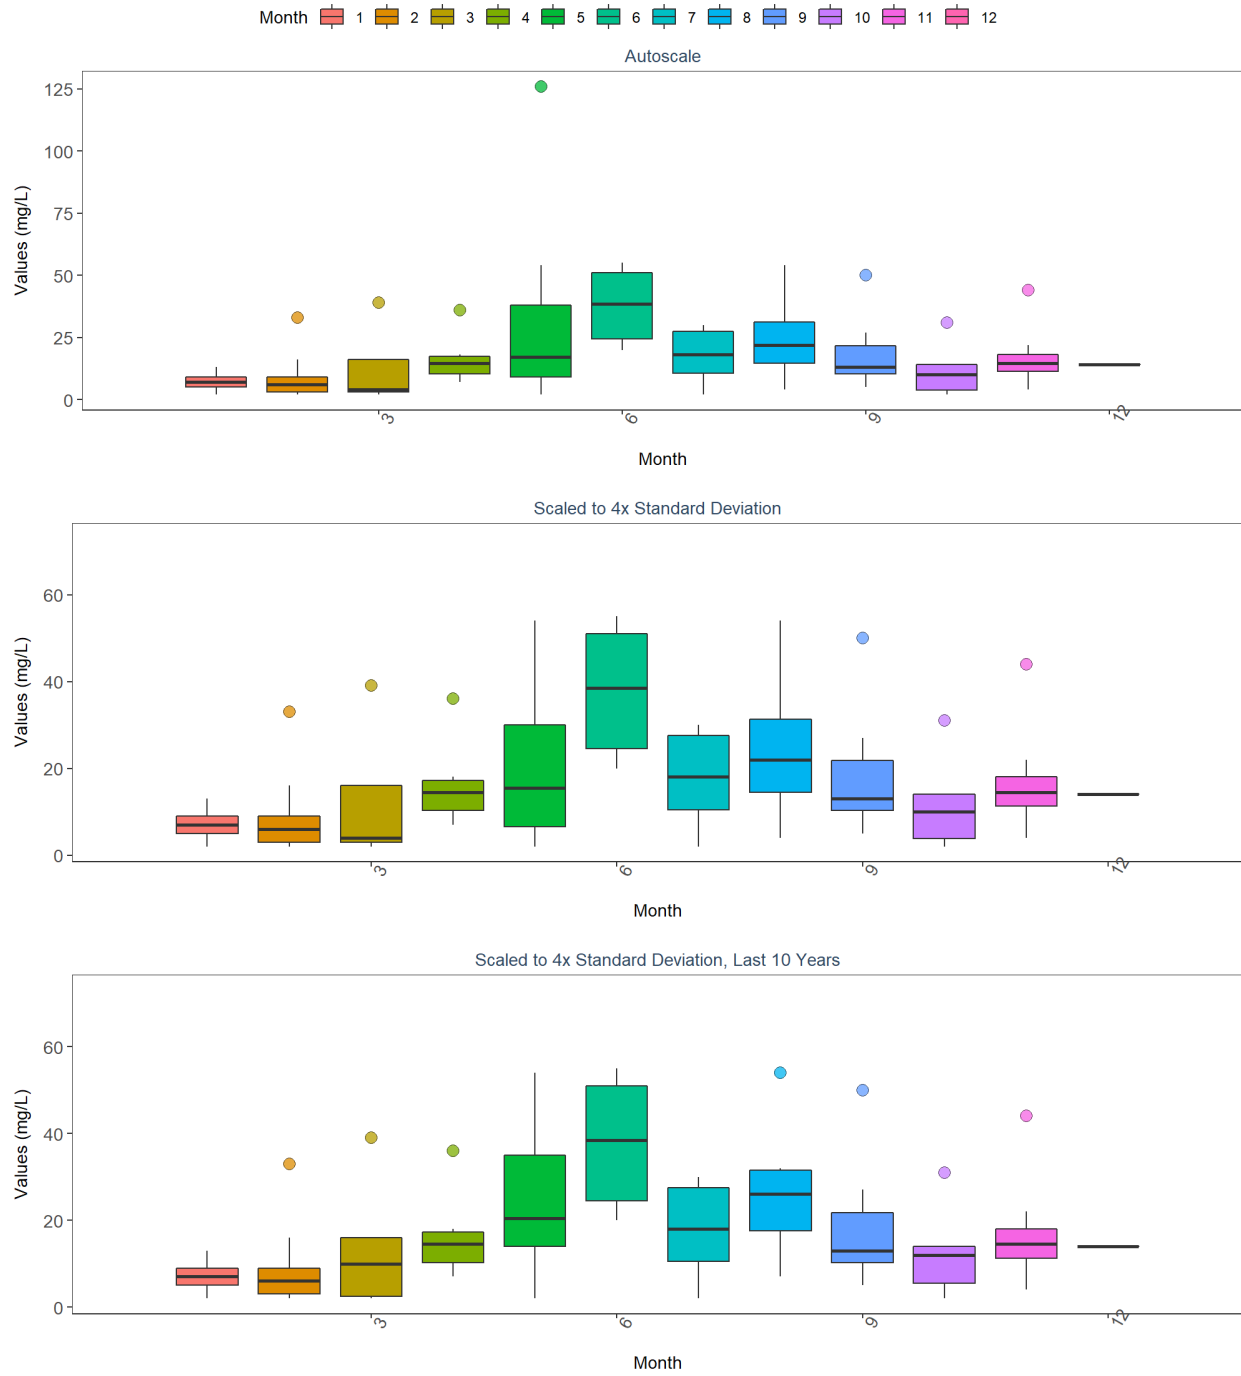 Month 1 2 3 4 5 6 7 8 9 10 11 12
Autoscale
125
100
75
50
25
0
Values (mg/L)
3 6 9 12
Month
Scaled to 4x Standard Deviation
60
40
20
0
Values (mg/L)
3 6 9 12
Month
Scaled to 4x Standard Deviation, Last 10 Years
60
40
20
0
Values (mg/L)
3 6 9 12
Month